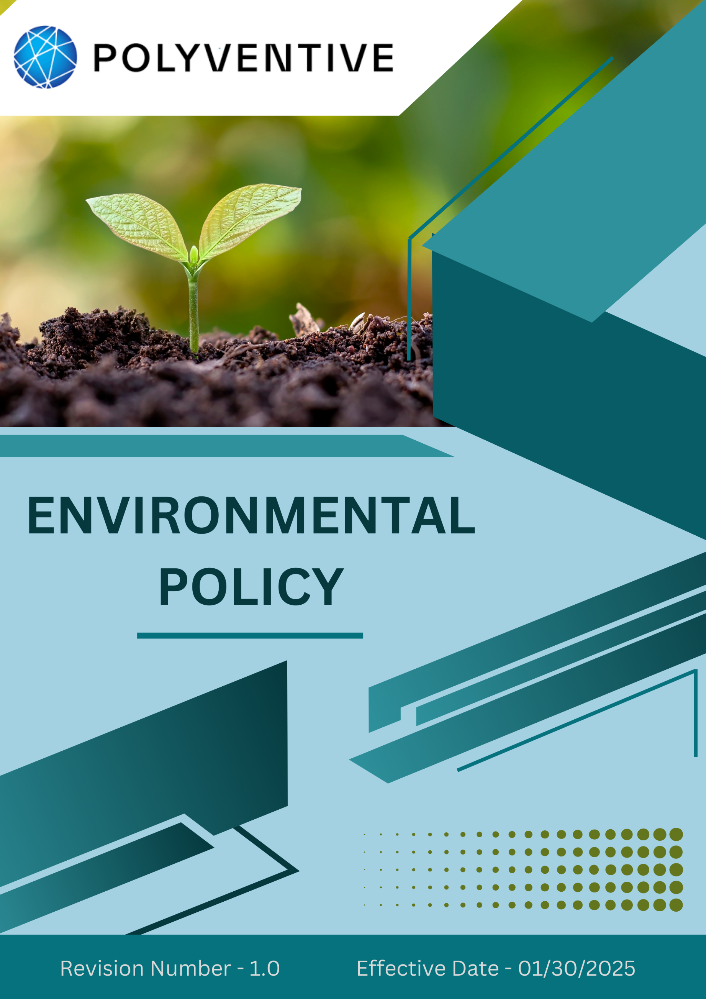 POLYVENTIVE
ENVIRONMENTAL
POLICY
Revision Number - 1.0
Effective Date - 01/30/2025